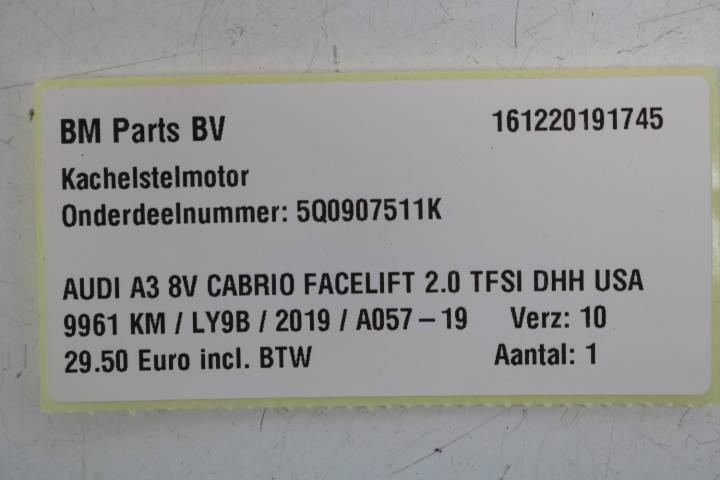 BM Parts BV 161220191745
Kachelstelmotor
Onderdeelnummer: 5Q0907511K
AUDI A3 8V CABRIO FACELIFT 2.0 TFSI DHH USA
9961 KM / LY9B / 2019 / A057-19 Verz: 10
29.50 Euro incl. BTW Aantal: 1